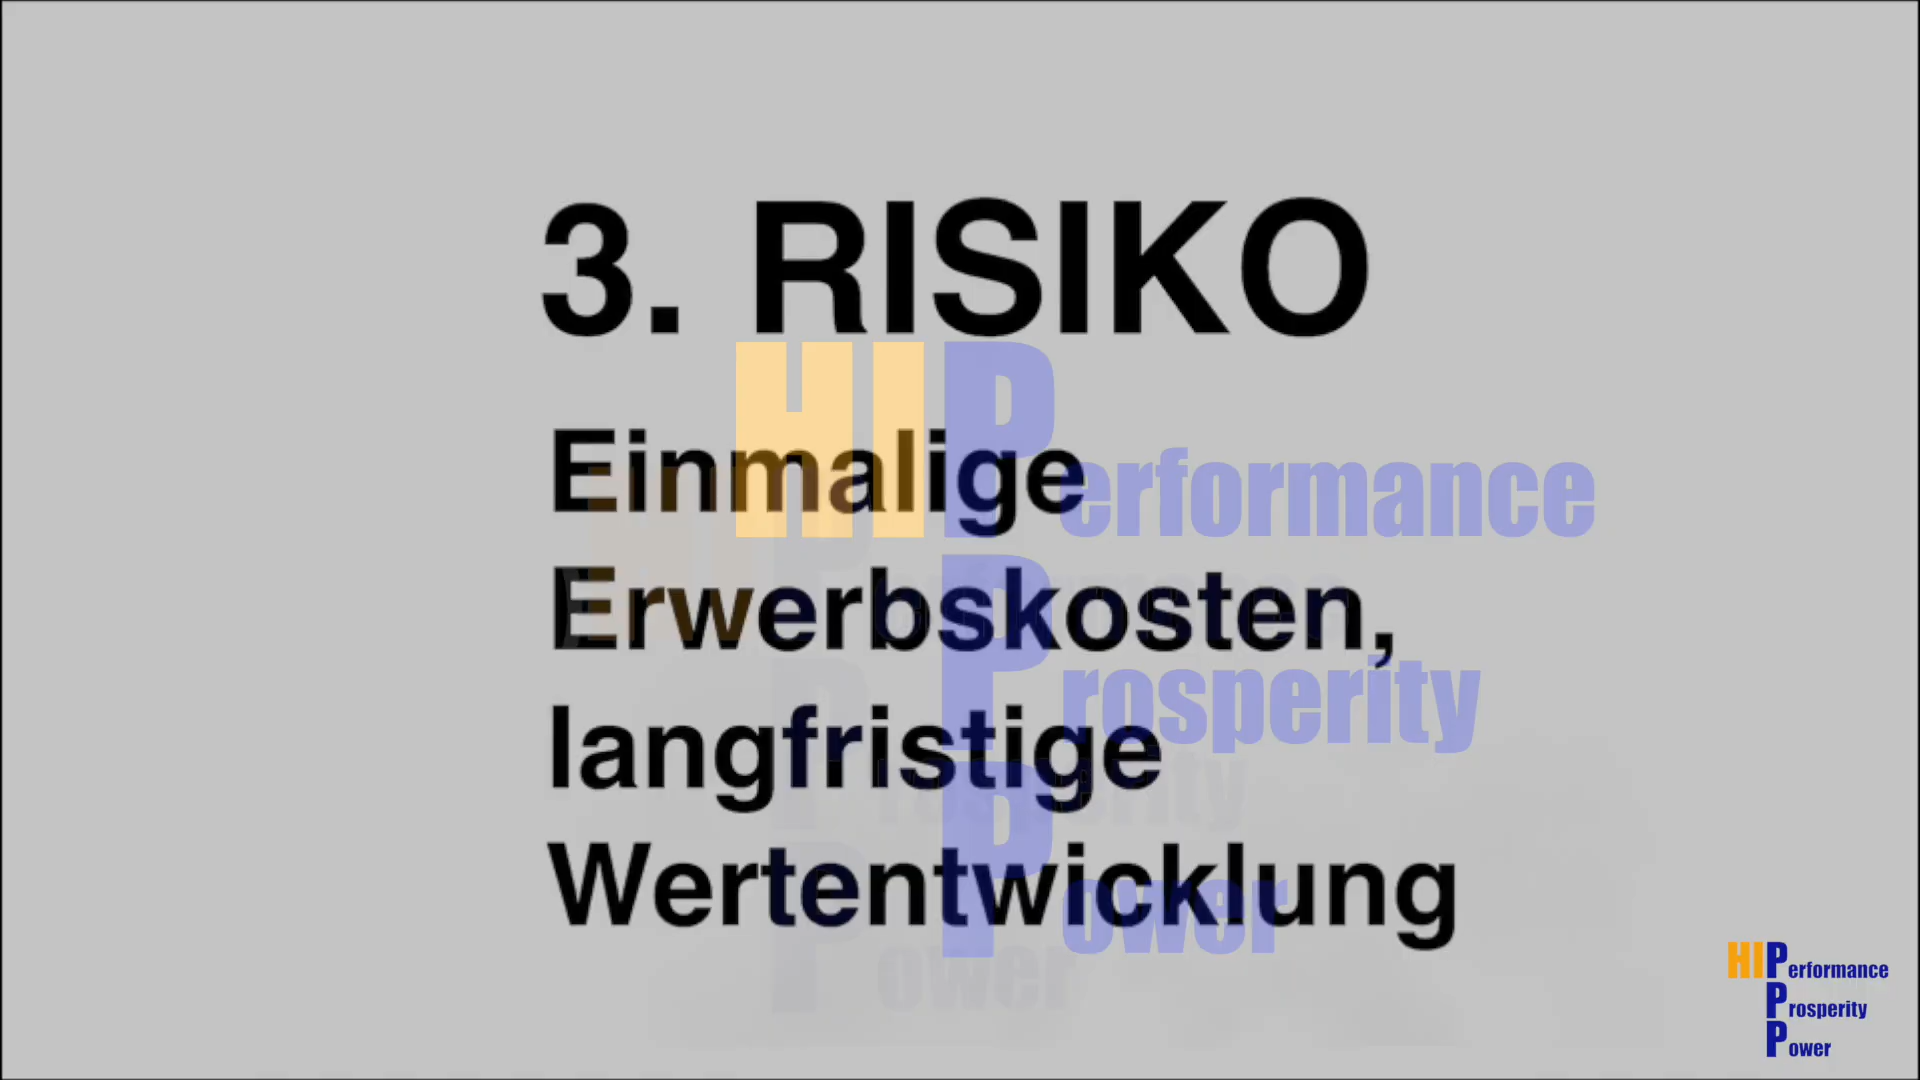 3. RISIKO
Einmalige
Erwerbskosten,
langfristige
Wertentwicklung
HIPerformance
Prosperity
Power
HIPerformance
Prosperity
Power